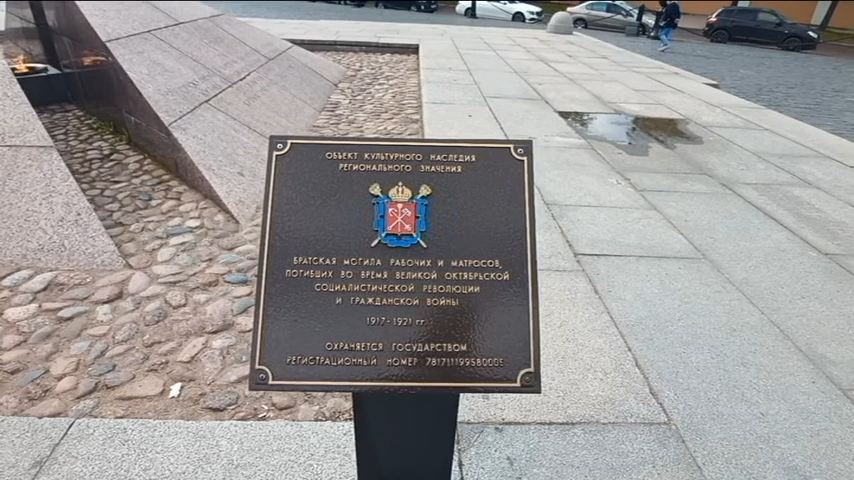 ОБЪЕКТ КУЛЬТУРНОГО НАСЛЕДИЯ
РЕГИОНАЛЬНОГО ЗНАЧЕНИЯ
БРАТСКАЯ МОГИЛА РАБОЧИХ И МАТРОСОВ,
ПОГИБШИХ ВО ВРЕМЯ ВЕЛИКОЙ ОКТЯБРЬСКОЙ
СОЦИАЛИСТИЧЕСКОЙ РЕВОЛЮЦИИ
И ГРАЖДАНСКОЙ ВОЙНЫ
1917-1921 гг.
ОХРАНЯЕТСЯ ГОСУДАРСТВОМ
РЕГИСТРАЦИОННЫЙ НОМЕР 781711199580005